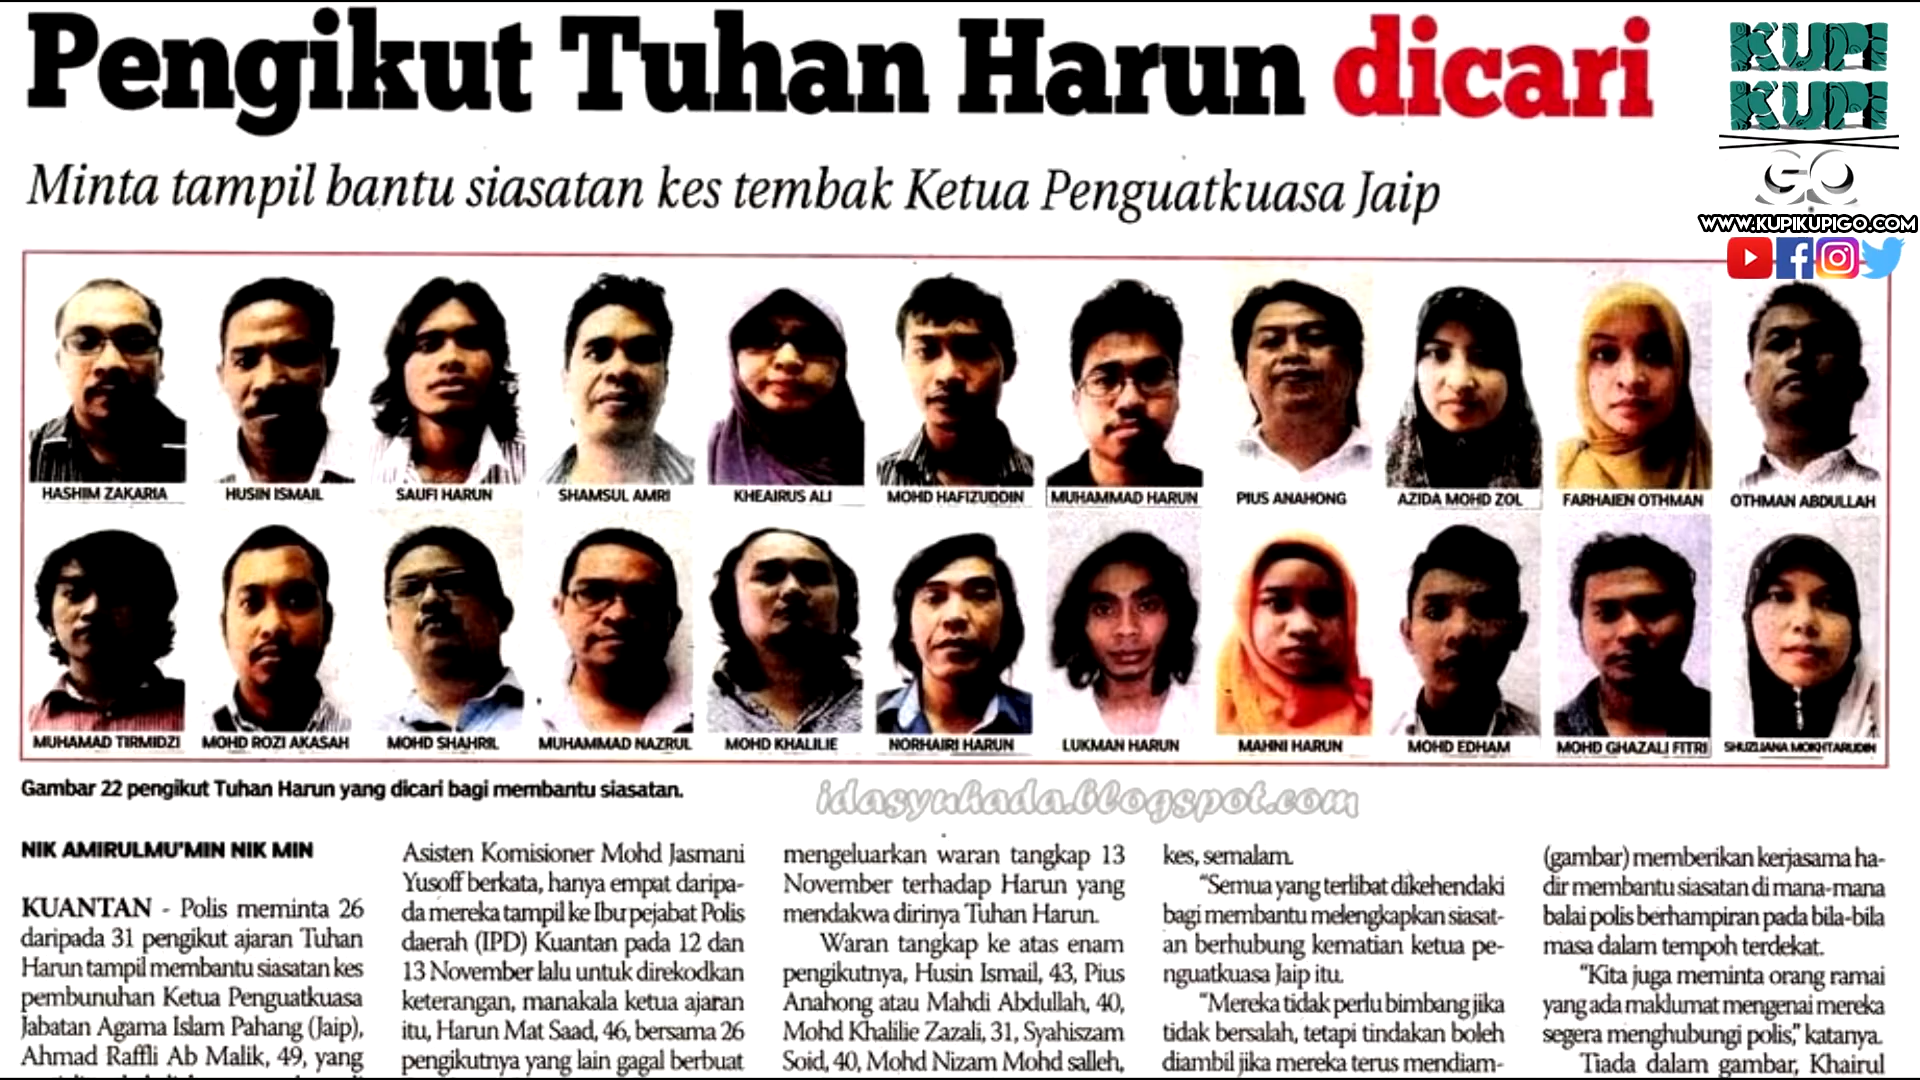 Pengikut Tuhan Harun dicari
KUPI
KUPI
GO
WWW.KUPIKUPIGO.COM
Minta tampil bantu siasatan kes tembak Ketua Penguatkuasa Jaip
HASHIM ZAKARIA
HUSIN ISMAIL
SAUFI HARUN
SHAMSUL AMRI
KHEAIRUS ALI
MOHD HAFIZUDDIN
MUHAMMAD HARUN
PIUS ANAHONG
AZIDA MOHD ZOL
FARHAIEN OTHMAN
OTHMAN ABDULLAH
MUHAMAD TIRMIDZI
MOHD ROZI AKASAH
MOHD SHAHRIL
MUHAMMAD NAZRUL
MOHD KHALILIE
NORHAIRI HARUN
LUKMAN HARUN
MAHNI HARUN
MOHD EDHAM
MOHD GHAZALI FITRI
SHUZLIANA MOKHTARUDIN
Gambar 22 pengikut Tuhan Harun yang dicari bagi membantu siasatan.
idasyuhada.blogspot.com
NIK AMIRULMU'MIN NIK MIN
KUANTAN - Polis meminta 26
daripada 31 pengikut ajaran Tuhan
Harun tampil membantu siasatan kes
pembunuhan Ketua Penguatkuasa
Jabatan Agama Islam Pahang (Jaip),
Ahmad Raffli Ab Malik, 49, yang
Asisten Komisioner Mohd Jasmani
Yusoff berkata, hanya empat daripa-
da mereka tampil ke Ibu pejabat Polis
daerah (IPD) Kuantan pada 12 dan
13 November lalu untuk direkodkan
keterangan, manakala ketua ajaran
itu, Harun Mat Saad, 46, bersama 26
pengikutnya yang lain gagal berbuat
mengeluarkan waran tangkap 13
November terhadap Harun yang
mendakwa dirinya Tuhan Harun.
Waran tangkap ke atas enam
pengikutnya, Husin Ismail, 43, Pius
Anahong atau Mahdi Abdullah, 40,
Mohd Khalilie Zazali, 31, Syahiszam
Soid, 40, Mohd Nizam Mohd salleh,
kes, semalam.
"Semua yang terlibat dikehendaki
bagi membantu melengkapkan siasat-
an berhubung kematian ketua pe-
nguatkuasa Jaip itu.
"Mereka tidak perlu bimbang jika
tidak bersalah, tetapi tindakan boleh
diambil jika mereka terus mendiam-
(gambar) memberikan kerjasama ha-
dir membantu siasatan di mana-mana
balai polis berhampiran pada bila-bila
masa dalam tempoh terdekat.
"Kita juga meminta orang ramai
yang ada maklumat mengenai mereka
segera menghubungi polis," katanya.
Tiada dalam gambar, Khairul